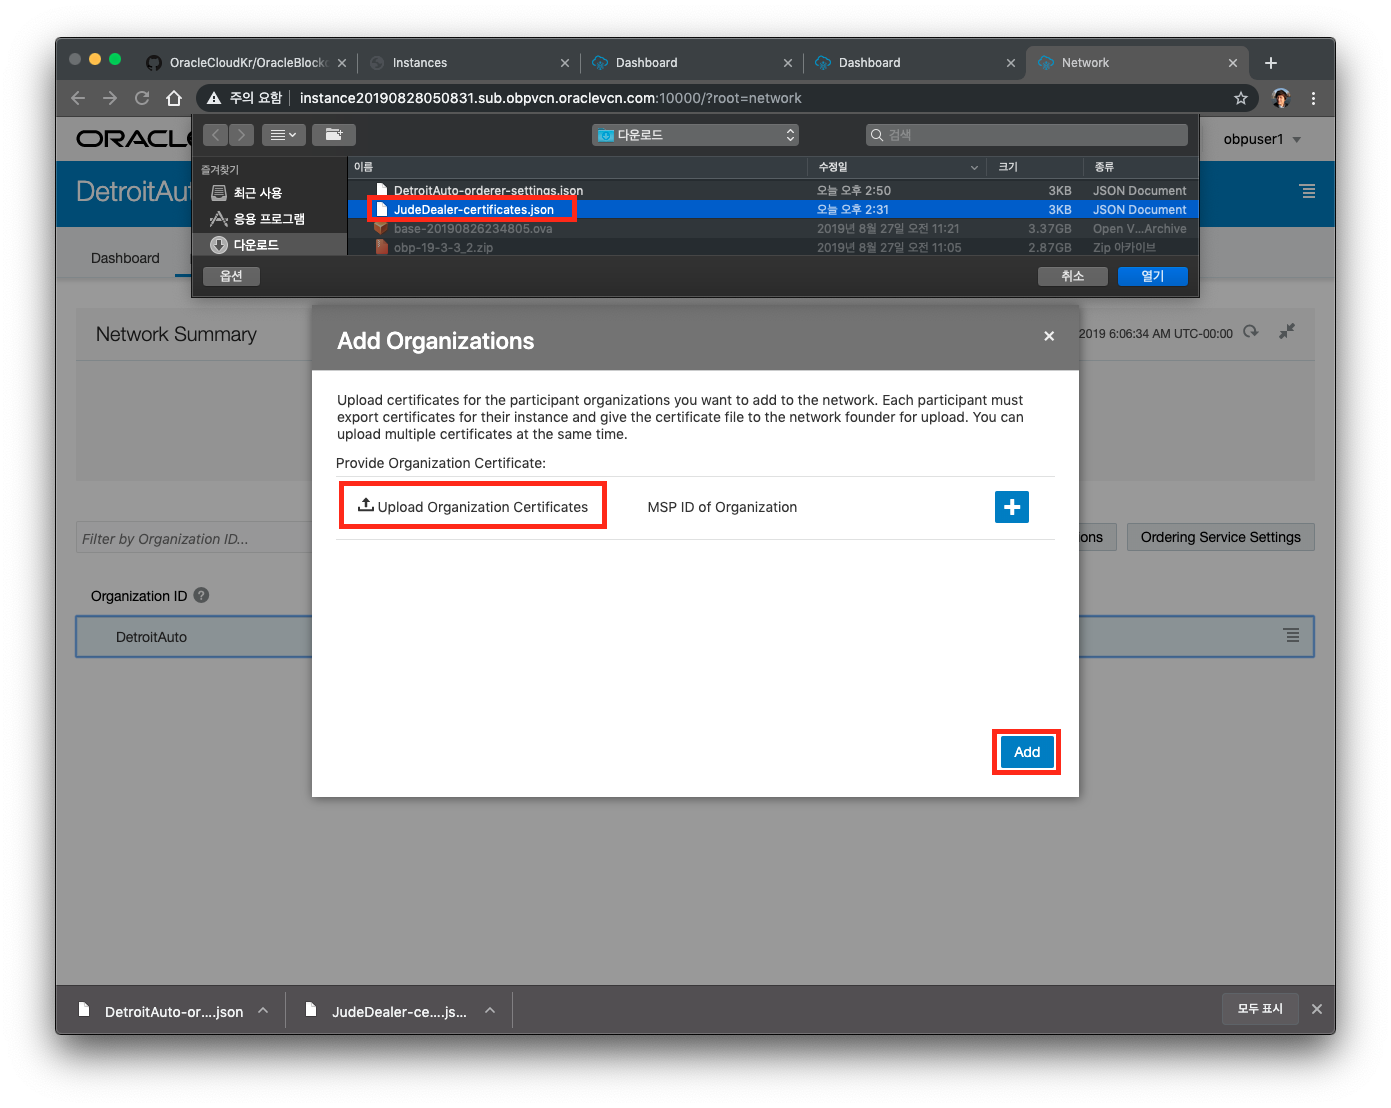 OracleCloudKr/OracleBlockc
Instances
Dashboard
Dashboard
Network
주의 요함
instance20190828050831.sub.obpvcn.oraclevcn.com:10000/?root=network
ORACL
obpuser1
다운로드
검색
즐겨찾기
최근 사용
응용 프로그램
다운로드
이름 수정일 크기 종류
DetroitAuto-orderer-settings.json 오늘 오후 2:50 3KB JSON Document
JudeDealer-certificates.json 오늘 오후 2:31 3KB JSON Document
base-20190826234805.ova 2019년 8월 27일 오전 11:21 3.37GB Open V...Archive
obp-19-3-3_2.zip 2019년 8월 27일 오전 11:05 2.87GB Zip 아카이브
옵션
취소
열기
DetroitAut
Dashboard
Network Summary
2019 6:06:34 AM UTC-00:00
Add Organizations
Upload certificates for the participant organizations you want to add to the network. Each participant must
export certificates for their instance and give the certificate file to the network founder for upload. You can
upload multiple certificates at the same time.
Provide Organization Certificate:
Upload Organization Certificates
MSP ID of Organization
Add
Filter by Organization ID...
ons
Ordering Service Settings
Organization ID
DetroitAuto
DetroitAuto-or....json
JudeDealer-ce....js...
모두 표시